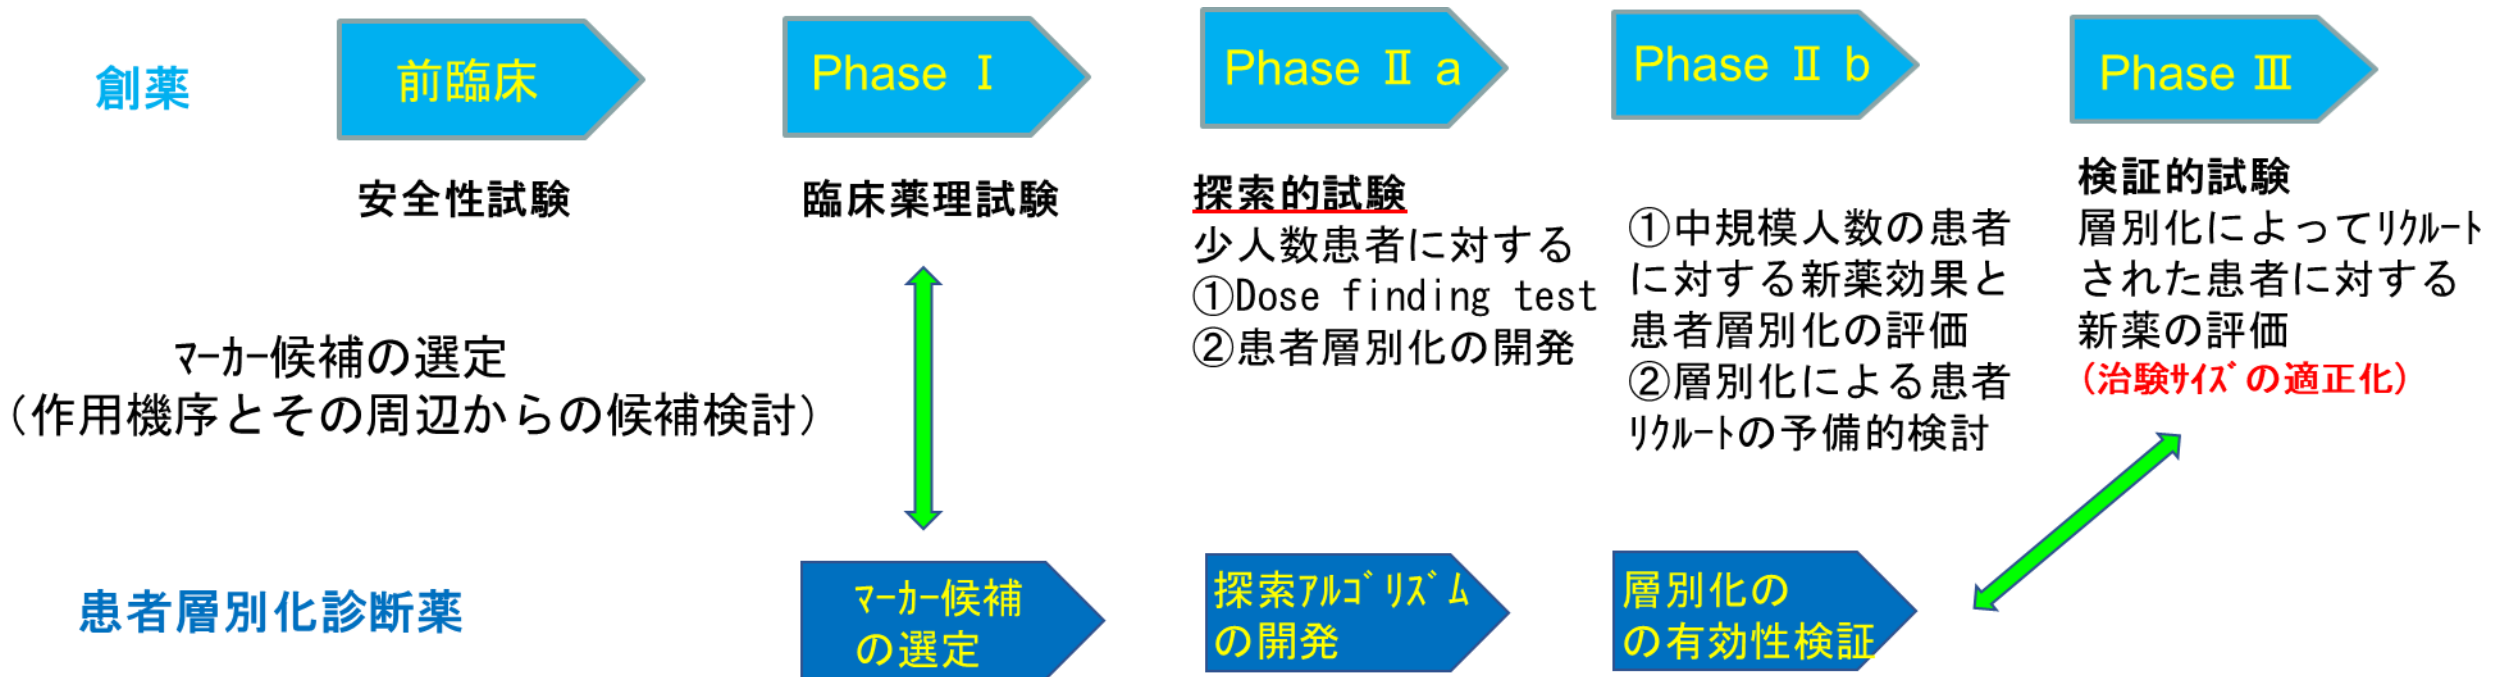 創薬
前臨床
Phase Ⅰ
Phase Ⅱ a
Phase Ⅱ b
Phase Ⅲ
安全性試験
臨床薬理試験
探索的試験
少人数患者に対する
①Dose finding test
②患者層別化の開発
①中規模人数の患者
に対する新薬効果と
患者層別化の評価
②層別化による患者
ﾘｸﾙｰﾄの予備的検討
検証的試験
層別化によってﾘｸﾙｰﾄ
された患者に対する
新薬の評価
(治験ｻｲｽﾞの適正化)
ﾏｰｶｰ候補の選定
(作用機序とその周辺からの候補検討)
患者層別化診断薬
ﾏｰｶｰ候補
の選定
探索ｱﾙｺﾞﾘｽﾞﾑ
の開発
層別化の
の有効性検証